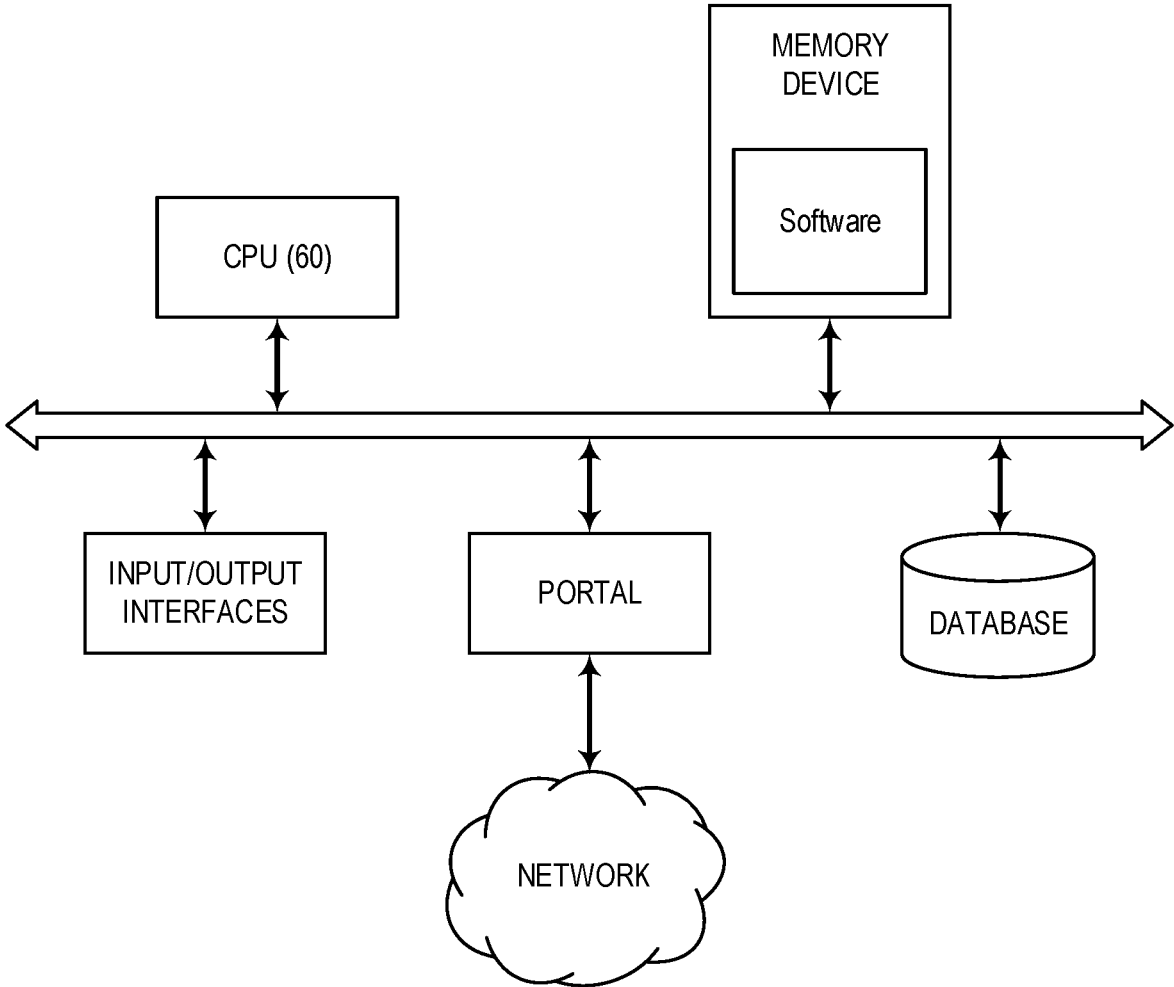 MEMORY
DEVICE
Software
CPU (60)
INPUT/OUTPUT
INTERFACES
PORTAL
DATABASE
NETWORK